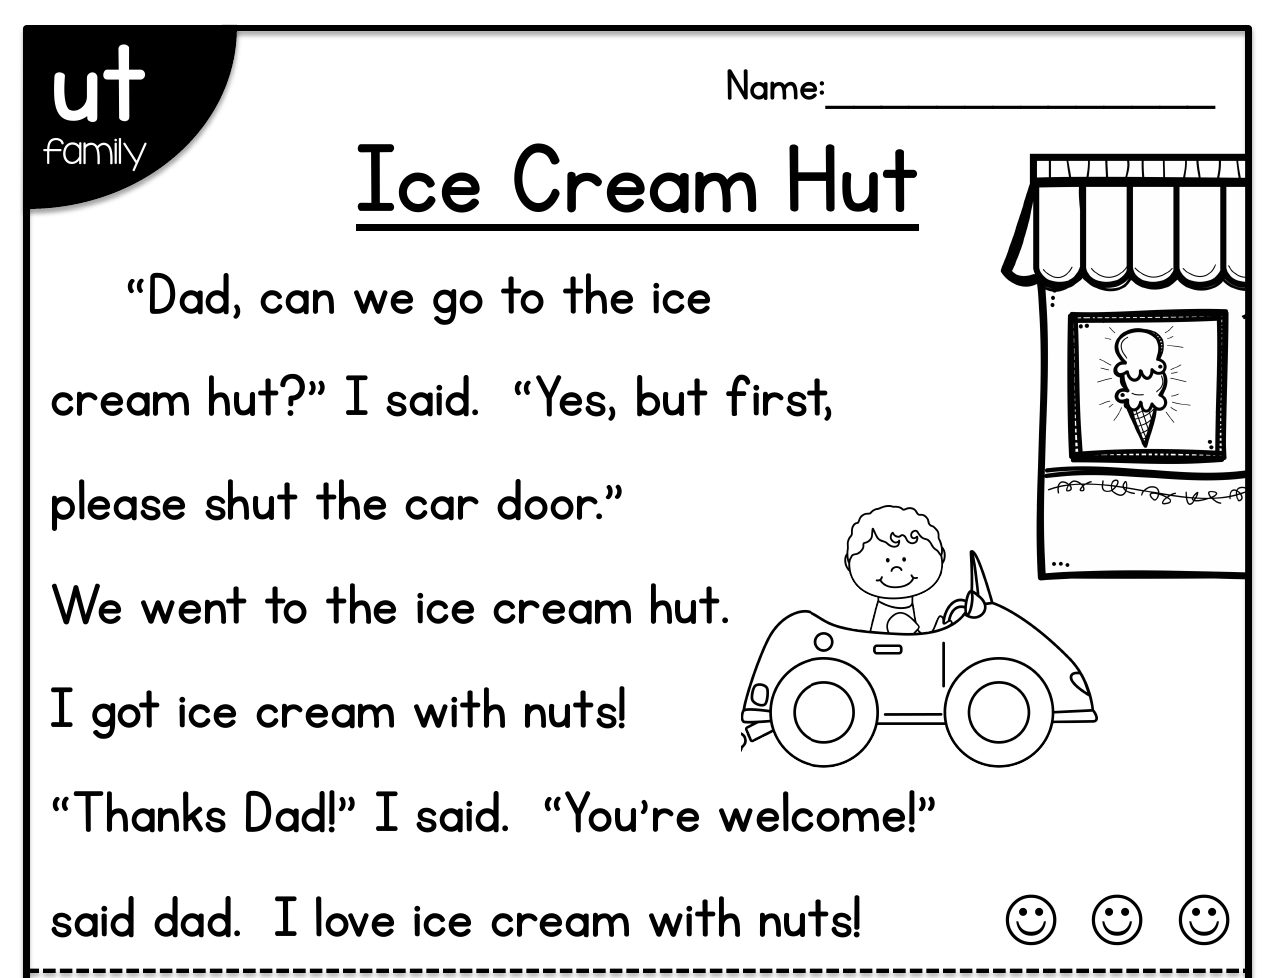 ut
family
Name:
Ice Cream Hut
“Dad, can we go to the ice
cream hut?” I said. “Yes, but first,
please shut the car door.”
We went to the ice cream hut.
I got ice cream with nuts!
“Thanks Dad!” I said. “You’re welcome!”
said dad. I love ice cream with nuts!